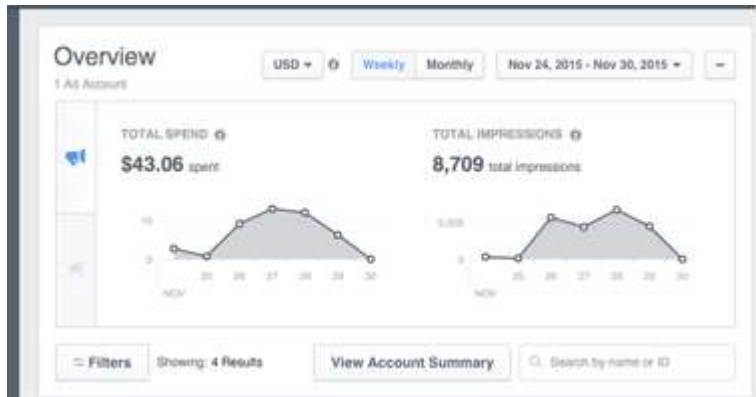 Overview
USD
Weekly
Monthly
Nov 24, 2015 - Nov 30, 2015
1 Ad Account
TOTAL SPEND
$43.06 spent
0
25 26 27 28 29 30
NOV
TOTAL IMPRESSIONS
8,709 total impressions
0
25 26 27 28 29 30
NOV
Filters
Showing: 4 Results
View Account Summary
Search by name or ID